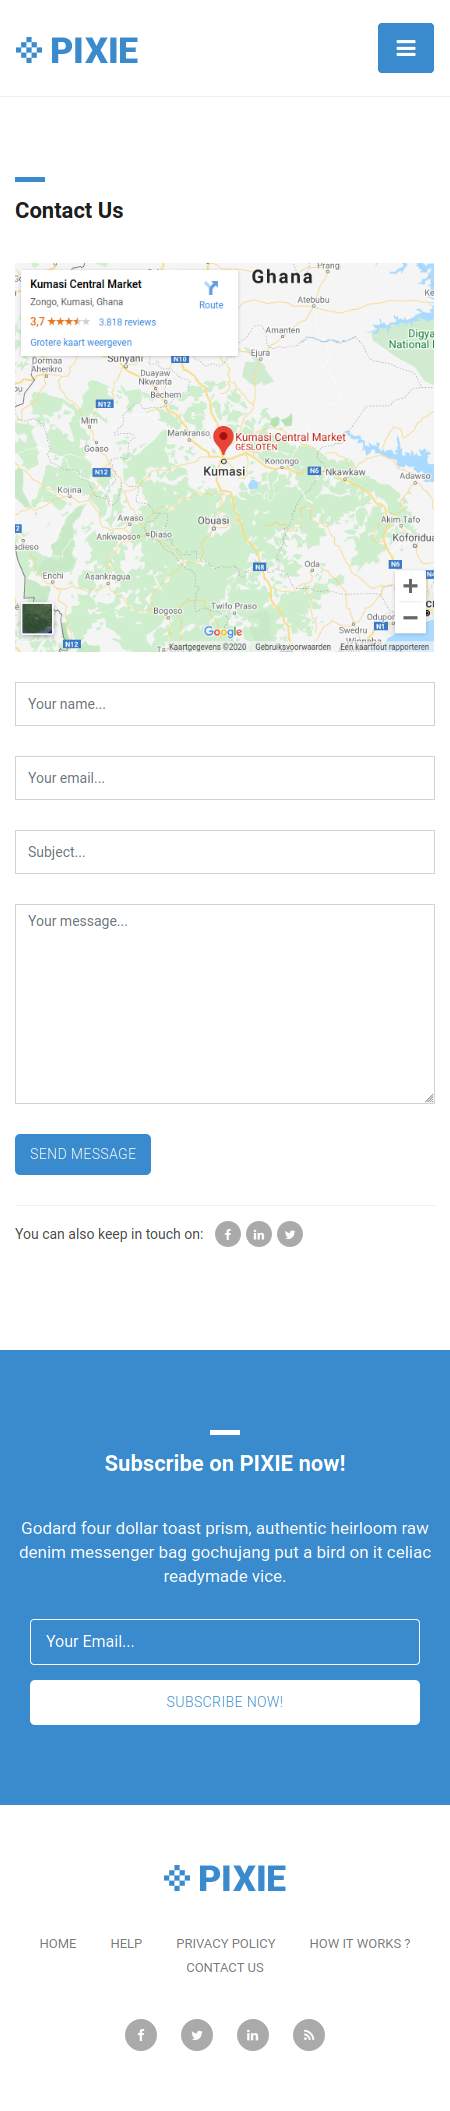 PIXIE
Contact Us
Kumasi Central Market
Zongo, Kumasi, Ghana
3,7 3.818 reviews
Grotere kaart weergeven
Route
Ghana
Prang
Atebubu
Ke
Amanten
Digya
National
Ejura
Sunyani
N10
Dormaa
Ahenkro
Duayaw
Nkwanta
Bechem
N12
Mim
Mankranso
Kumasi Central Market
GESLOTEN
Goaso
Kumasi
Konongo
N6
Nkawkaw
Adawso
N12
Kojina
Obuasi
Awaso
Ankwaoso
Diaso
Akim Tafo
Koforidua
Enchi
Asankragua
N8
Oda
N6
Bogoso
Twifo Praso
Swedru
N1
N12
Google
Kaartgegevens ©2020 Gebruiksvoorwaarden Een kaartfout rapporteren
Your name...
Your email...
Subject...
Your message...
SEND MESSAGE
You can also keep in touch on:
Subscribe on PIXIE now!
Godard four dollar toast prism, authentic heirloom raw
denim messenger bag gochujang put a bird on it celiac
readymade vice.
Your Email...
SUBSCRIBE NOW!
PIXIE
HOME HELP PRIVACY POLICY HOW IT WORKS ?
CONTACT US